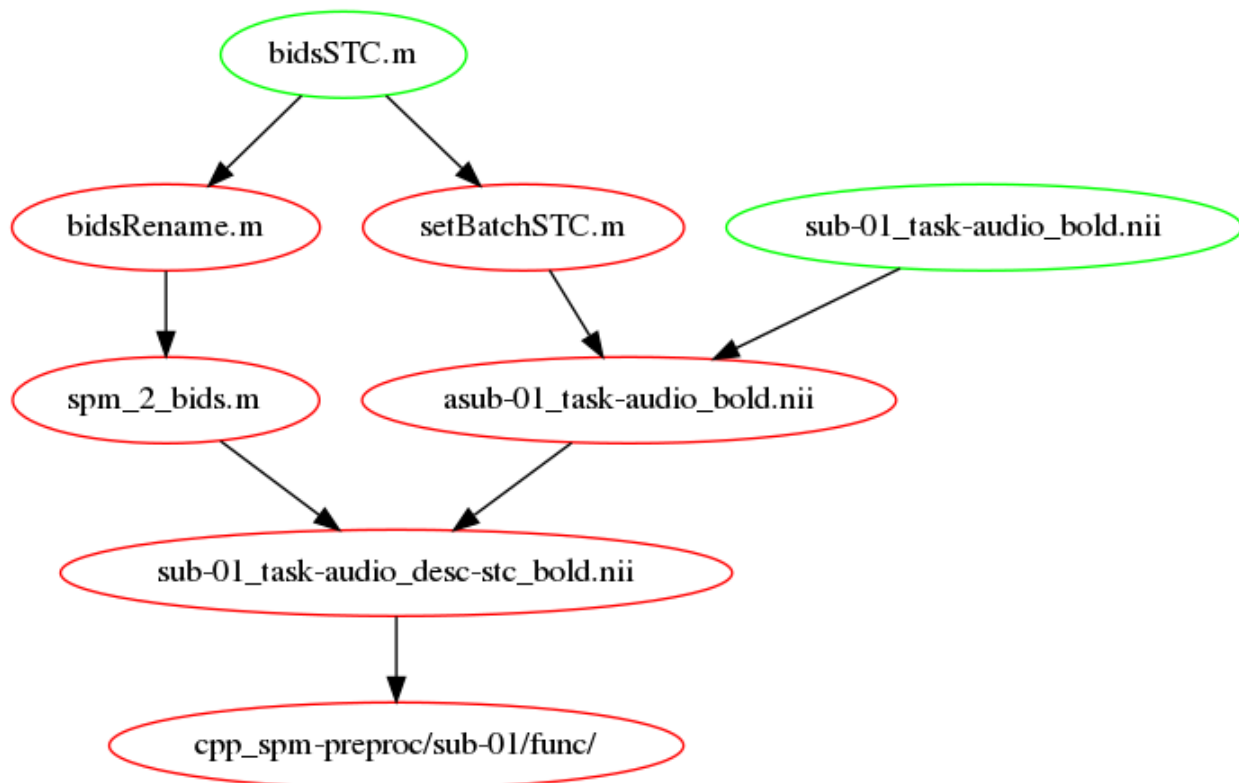 bidsSTC.m
bidsRename.m
setBatchSTC.m
sub-01_task-audio_bold.nii
spm_2_bids.m
asub-01_task-audio_bold.nii
sub-01_task-audio_desc-stc_bold.nii
cpp_spm-preproc/sub-01/func/